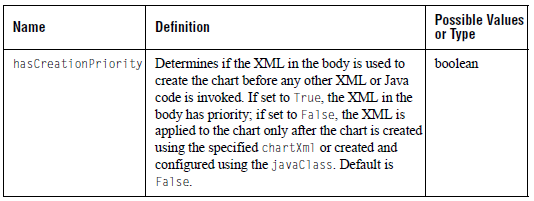 Name
Definition
Possible Values
or Type
hasCreationPriority
Determines if the XML in the body is used to
create the chart before any other XML or Java
code is invoked. If set to True, the XML in the
body has priority; if set to False, the XML is
applied to the chart only after the chart is created
using the specified chartXml or created and
configured using the javaClass. Default is
False.
boolean